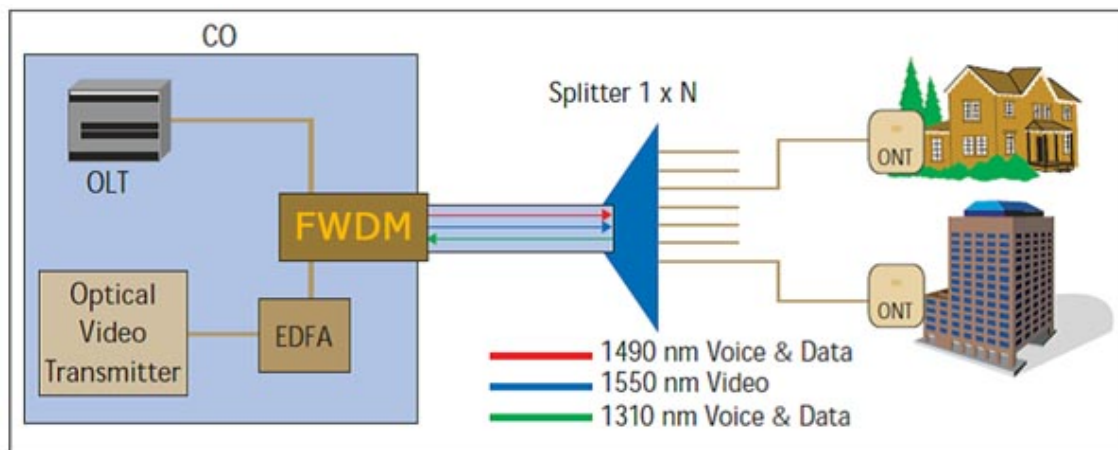 CO
OLT
FWDM
Optical
Video
Transmitter
EDFA
Splitter 1 x N
ONT
ONT
1490 nm Voice & Data
1550 nm Video
1310 nm Voice & Data